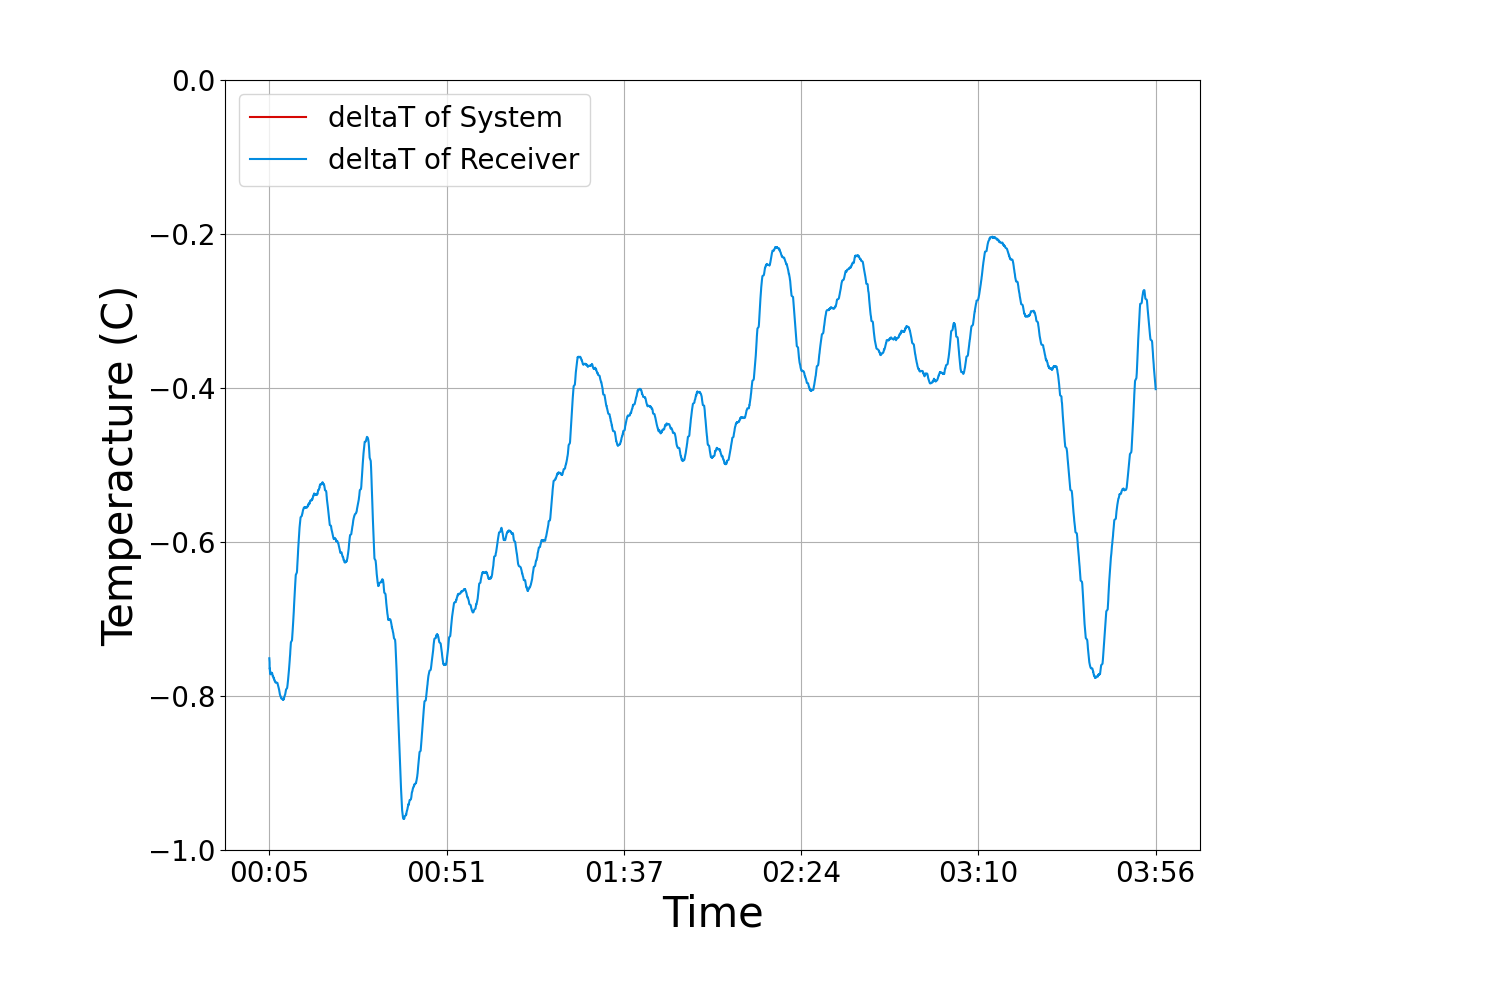 deltaT of System
deltaT of Receiver
Temperacture (C)
0.0
−0.2
−0.4
−0.6
−0.8
−1.0
00:05 00:51 01:37 02:24 03:10 03:56
Time